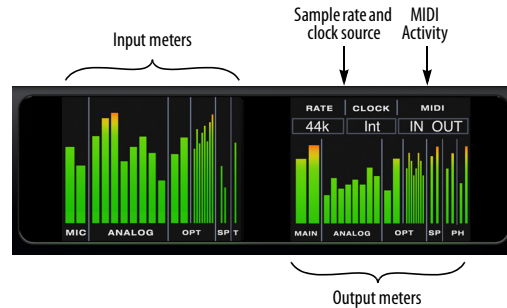 Sample rate and
clock source
MIDI
Activity
Input meters
RATE CLOCK MIDI
44k Int IN OUT
MIC ANALOG OPT SP T
MAIN ANALOG OPT SP PH
Output meters